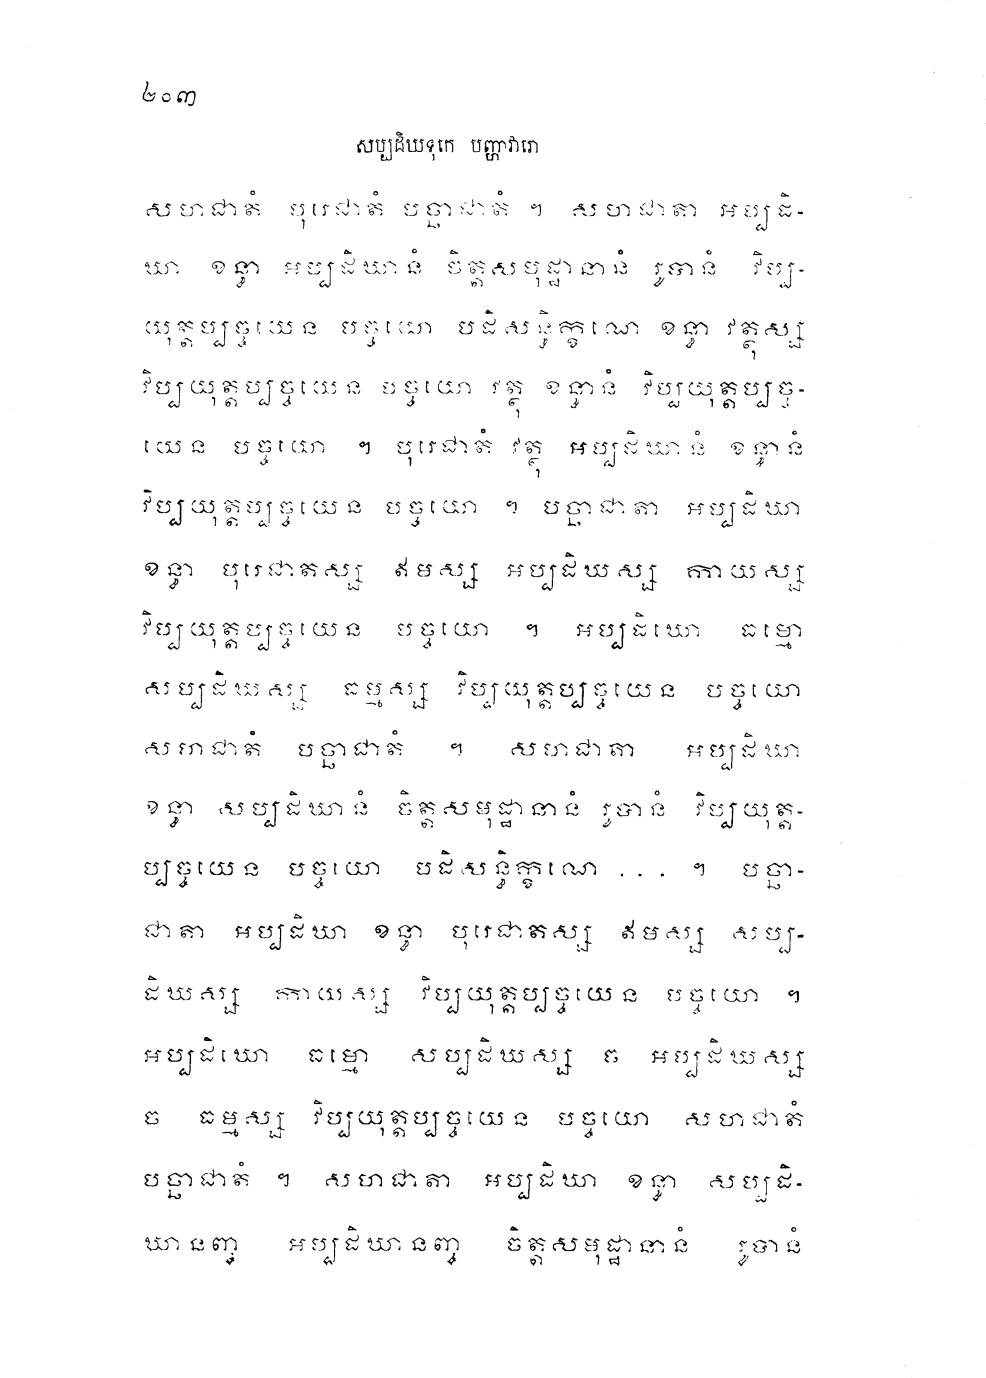 ២០៣
សប្បដិឃទុកេ បញ្ហាវារោ
សហជាតំ បុរេជាតំ បច្ឆាជាតំ ។ សហជាតា អប្បដិ-
ឃា ខន្ធា អប្បដិឃានំ ចិត្តសមុដ្ឋានានំ រូបានំ វិប្ប-
យុត្តប្បច្ចយេន បច្ចយោ បដិសន្ធិក្ខណេ ខន្ធា វត្ថុស្ស
វិប្បយុត្តប្បច្ចយេន បច្ចយោ វត្ថុ ខន្ធានំ វិប្បយុត្តប្បច្ច-
យេន បច្ចយោ ។ បុរេជាតំ វត្ថុ អប្បដិឃានំ ខន្ធានំ
វិប្បយុត្តប្បច្ចយេន បច្ចយោ ។ បច្ឆាជាតា អប្បដិឃា
ខន្ធា បុរេជាតស្ស ឥមស្ស អប្បដិឃស្ស កាយស្ស
វិប្បយុត្តប្បច្ចយេន បច្ចយោ ។ អប្បដិឃោ ធម្មោ
សប្បដិឃស្ស ធម្មស្ស វិប្បយុត្តប្បច្ចយេន បច្ចយោ
សហជាតំ បច្ឆាជាតំ ។ សហជាតា អប្បដិឃា
ខន្ធា សប្បដិឃានំ ចិត្តសមុដ្ឋានានំ រូបានំ វិប្បយុត្ត-
ប្បច្ចយេន បច្ចយោ បដិសន្ធិក្ខណេ ... ។ បច្ឆា-
ជាតា អប្បដិឃា ខន្ធា បុរេជាតស្ស ឥមស្ស សប្ប-
ដិឃស្ស កាយស្ស វិប្បយុត្តប្បច្ចយេន បច្ចយោ ។
អប្បដិឃោ ធម្មោ សប្បដិឃស្ស ច អប្បដិឃស្ស
ច ធម្មស្ស វិប្បយុត្តប្បច្ចយេន បច្ចយោ សហជាតំ
បច្ឆាជាតំ ។ សហជាតា អប្បដិឃា ខន្ធា សប្បដិ-
ឃានញ្ច អប្បដិឃានញ្ច ចិត្តសមុដ្ឋានានំ រូបានំ